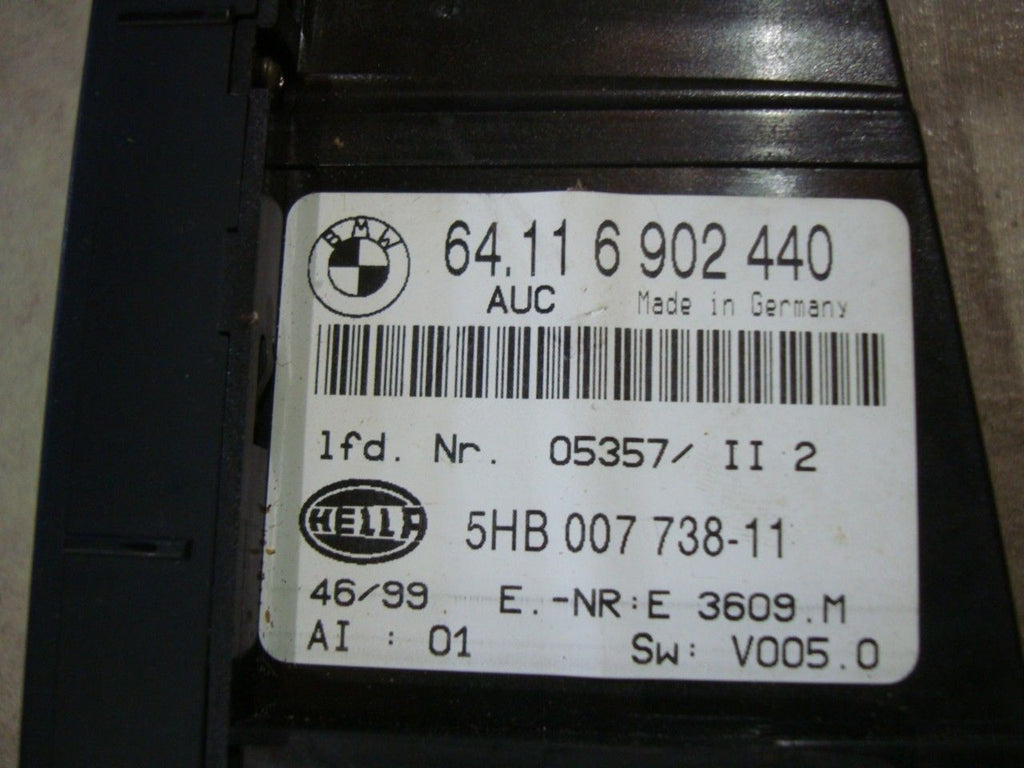 BMW 64.11 6 902 440
AUC Made in Germany
lfd. Nr. 05357/ II 2
HELLA 5HB 007 738-11
46/99 E.-NR:E 3609.M
AI : 01 Sw: V005.0